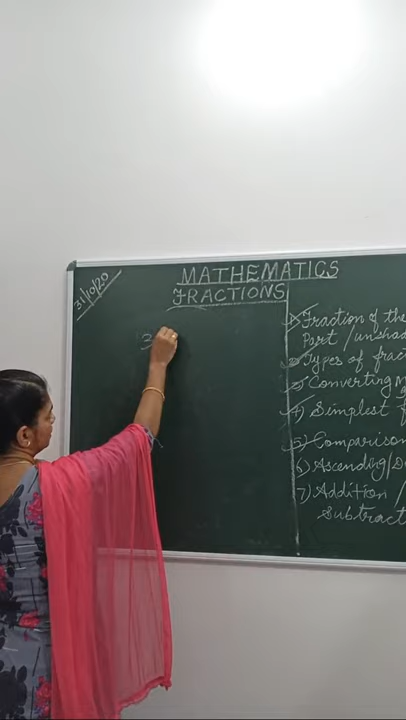 31/10/20
MATHEMATICS
FRACTIONS
3
1) Fraction of the
Part / unshad
2) Types of frac
3) Converting M
4) Simplest f
5) Comparison
6) Ascending/D
7) Addition /
Subtract